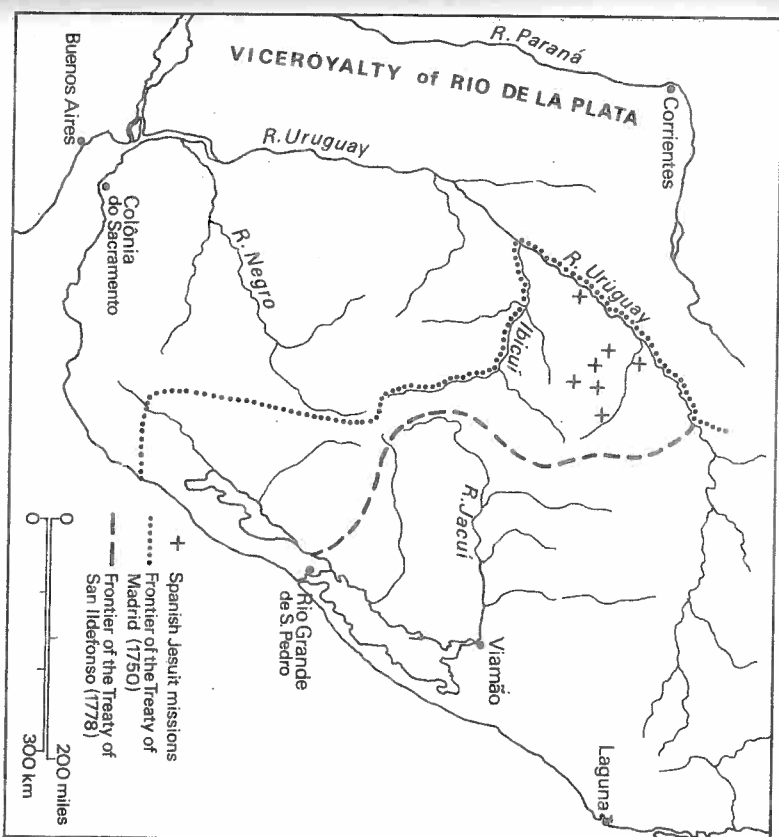 R. Paraná
VICEROYALTY of RIO DE LA PLATA
Corrientes
Buenos Aires
R. Uruguay
Colônia
do Sacramento
R. Negro
R. Uruguay
Ibicuí
R. Jacuí
Viamão
Rio Grande
de S. Pedro
Laguna
+ Spanish Jesuit missions
Frontier of the Treaty of
Madrid (1750)
Frontier of the Treaty of
San Ildefonso (1778)
0 200 miles
0 300 km